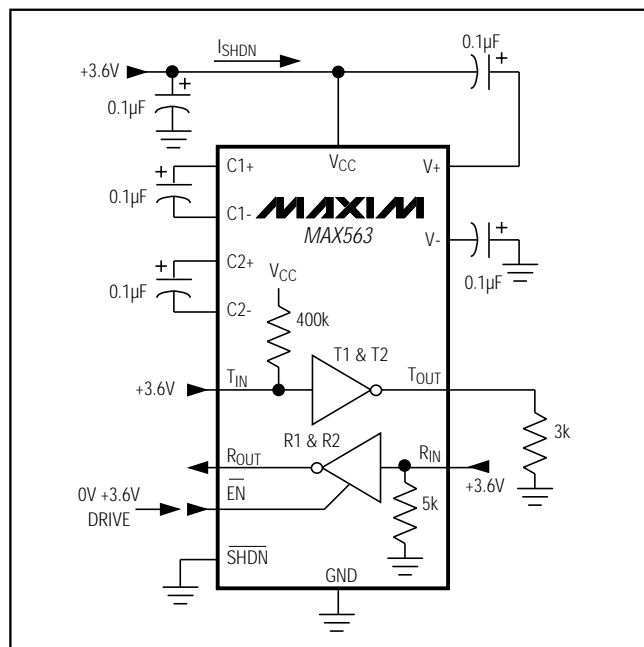 I_SHDN
0.1µF
+3.6V
0.1µF
C1+
V_CC
V+
0.1µF
C1-
MAXIM
MAX563
V-
C2+
0.1µF
V_CC
0.1µF
C2-
400k
T1 & T2
+3.6V
T_IN
T_OUT
3k
R1 & R2
R_OUT
R_IN
0V +3.6V
DRIVE
EN
5k
+3.6V
SHDN
GND